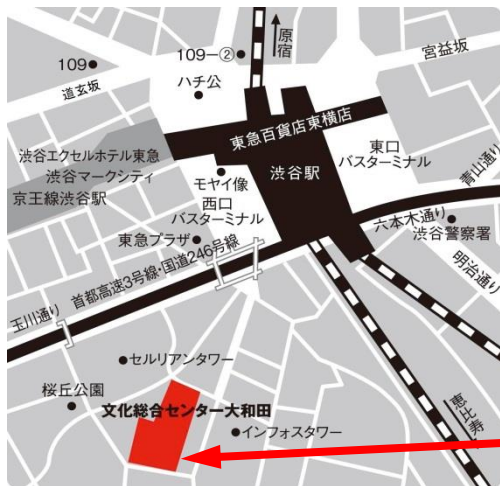 原宿
宮益坂
109-②
109
道玄坂
ハチ公
東急百貨店東横店
渋谷エクセルホテル東急
渋谷マークシティ
京王線渋谷駅
モヤイ像
西口
バスターミナル
渋谷駅
東口
バスターミナル
青山通り
六本木通り
渋谷警察署
明治通り
東急プラザ
首都高速3号線・国道246号線
玉川通り
セルリアンタワー
桜丘公園
文化総合センター大和田
インフォスタワー
恵比寿